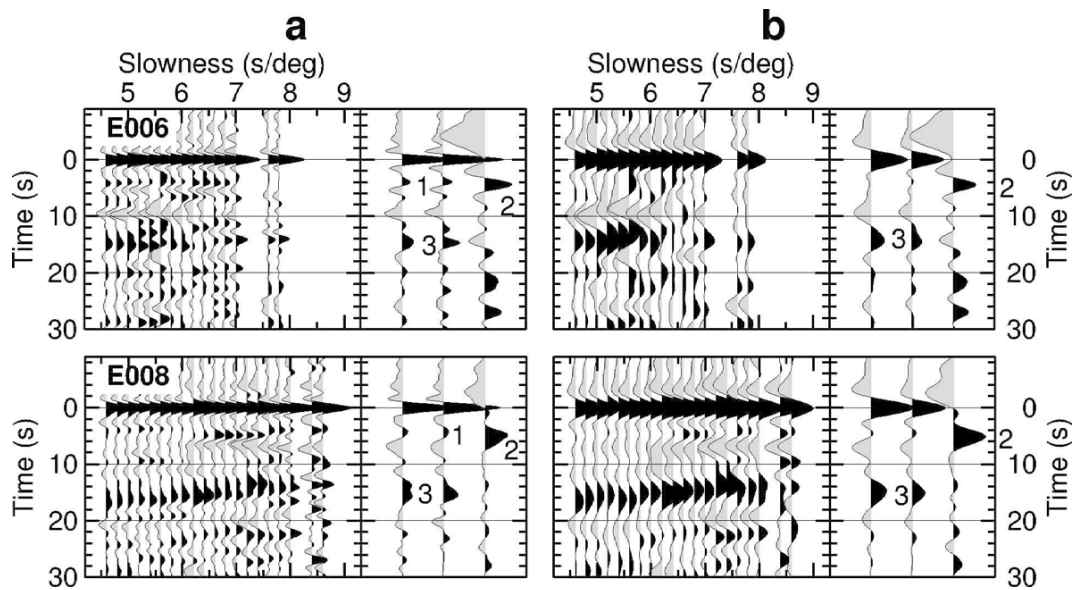 a b
Slowness (s/deg) Slowness (s/deg)
5 6 7 8 9 5 6 7 8 9
E006
0 0
1
2 2
Time (s) 10 10 Time (s)
3 3
20 20
30 30
E008
0 0
1
2 2
Time (s) 10 10 Time (s)
3 3
20 20
30 30